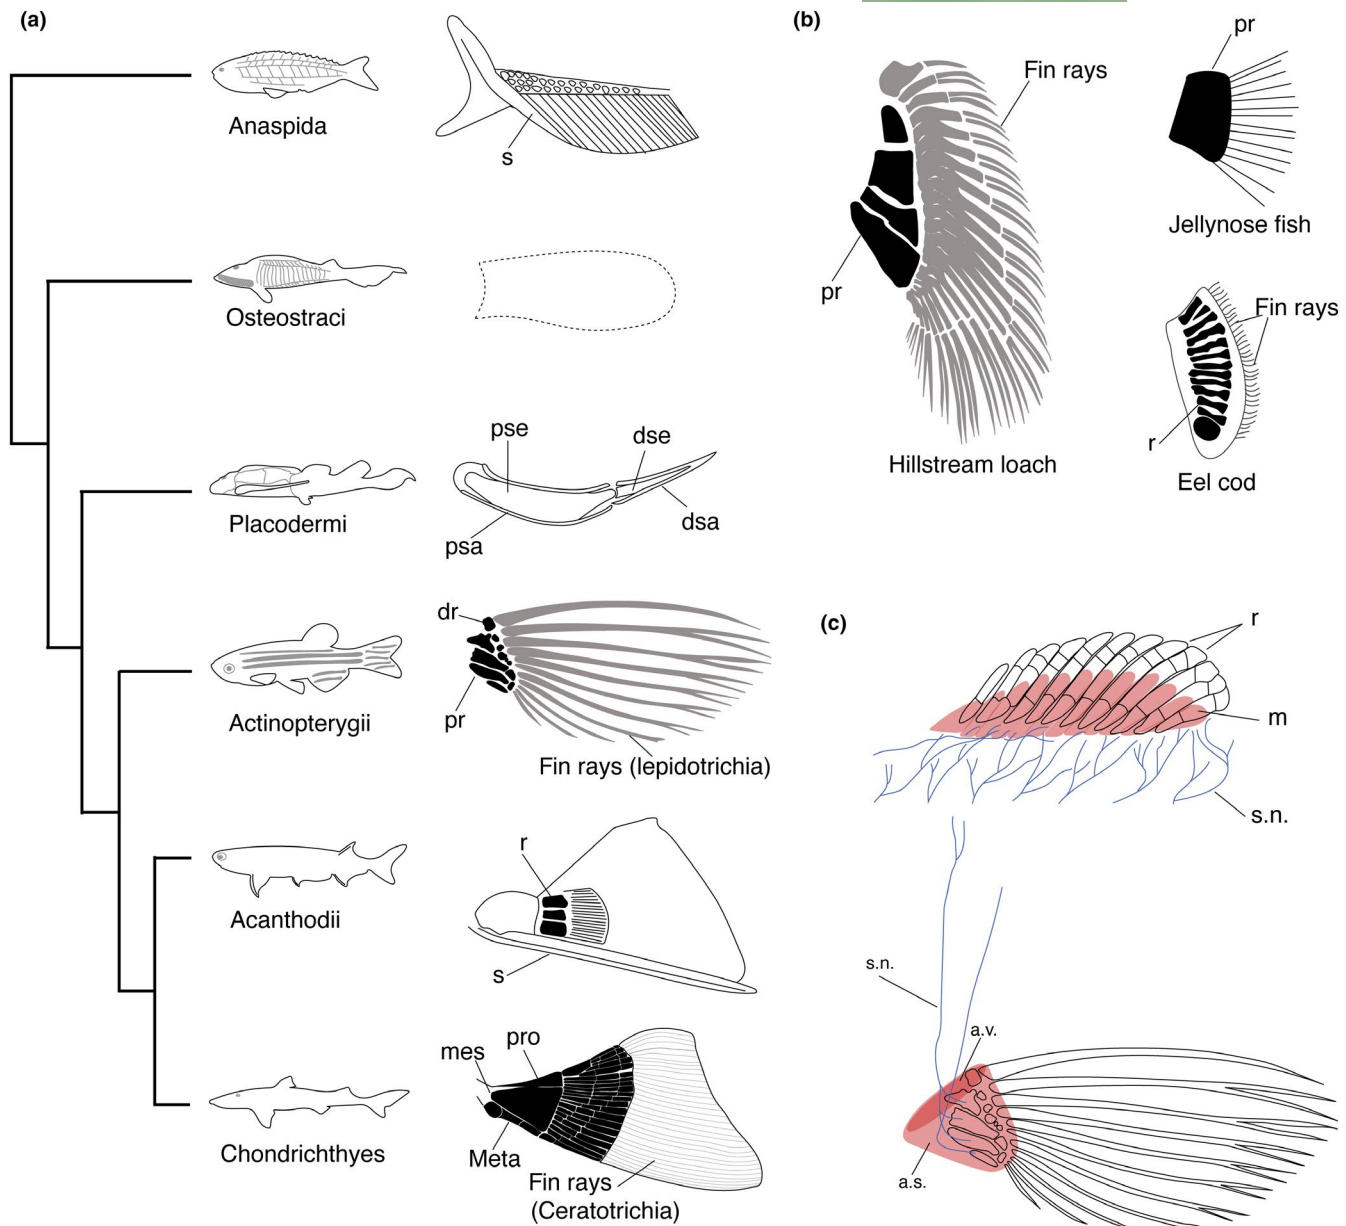 (a)
Anaspida
s
Osteostraci
Placodermi
pse
dse
psa
dsa
Actinopterygii
dr
pr
Fin rays (lepidotrichia)
Acanthodii
r
s
Chondrichthyes
mes
pro
Meta
Fin rays
(Ceratotrichia)
(b)
Fin rays
pr
Hillstream loach
pr
Jellynose fish
Fin rays
r
Eel cod
(c)
r
m
s.n.
s.n.
a.v.
a.s.